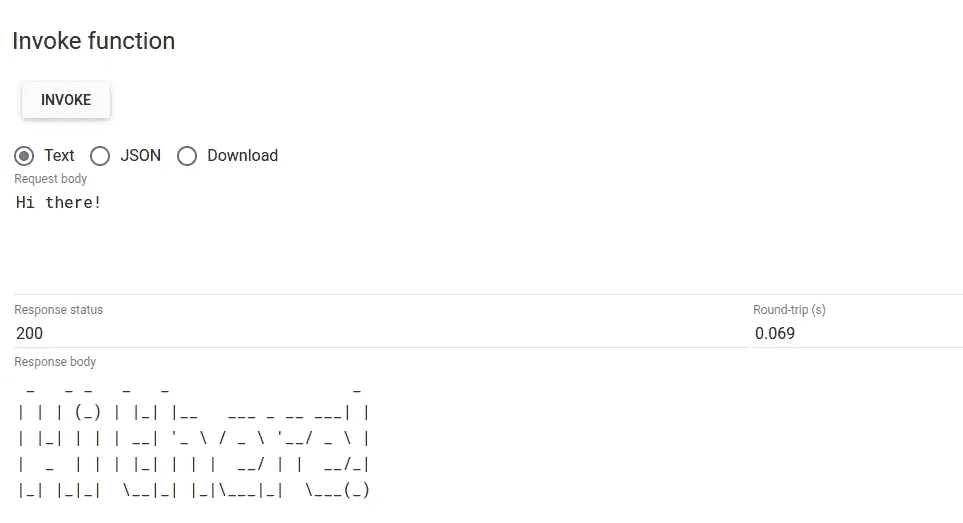 Invoke function
INVOKE
Text JSON Download
Request body
Hi there!
Response status
200
Round-trip (s)
0.069
Response body
  _   _ _   _   _                   _
 | | | (_) | |_| |__   ___ _ __ ___| |
 | |_| | | | __| '_ \ / _ \ '__/ _ \ |
 |  _  | | | |_| | | |  __/ | |  __/_|
 |_| |_|_|  \__|_| |_|\___|_|  \___(_)